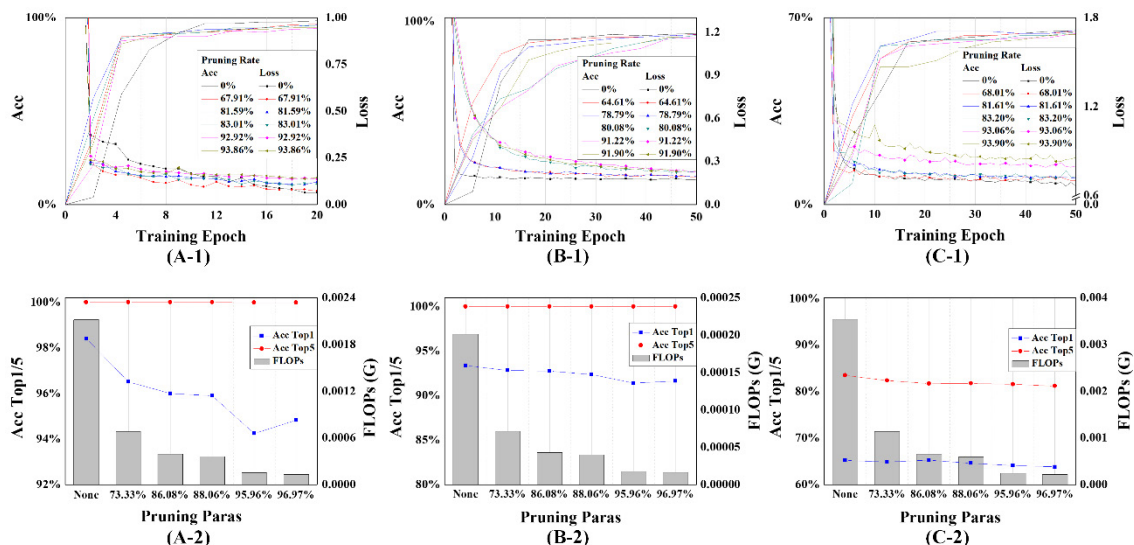 100%
Acc
0%
1.00
0.75
0.50
0.25
0.00
Loss
Pruning Rate
Acc Loss
0% 0%
67.91% 67.91%
81.59% 81.59%
83.01% 83.01%
92.92% 92.92%
93.86% 93.86%
0 4 8 12 16 20
Training Epoch
(A-1)
100%
Acc
0%
1.2
0.9
0.6
0.3
0.0
Loss
Pruning Rate
Acc Loss
0% 0%
64.61% 64.61%
78.79% 78.79%
80.08% 80.08%
91.22% 91.22%
91.90% 91.90%
0 10 20 30 40 50
Training Epoch
(B-1)
70%
Acc
0%
1.8
1.2
0.6
0.0
Loss
Pruning Rate
Acc Loss
0% 0%
68.01% 68.01%
81.61% 81.61%
83.20% 83.20%
93.06% 93.06%
93.90% 93.90%
0 10 20 30 40 50
Training Epoch
(C-1)
100%
98%
96%
94%
92%
Acc Top1/5
0.0024
0.0018
0.0012
0.0006
0.0000
FLOPs (G)
Acc Top1
Acc Top5
FLOPs
None 73.33% 86.08% 88.06% 95.96% 96.97%
Pruning Paras
(A-2)
100%
95%
90%
85%
80%
Acc Top1/5
0.00025
0.00020
0.00015
0.00010
0.00005
0.00000
FLOPs (G)
Acc Top1
Acc Top5
FLOPs
None 73.33% 86.08% 88.06% 95.96% 96.97%
Pruning Paras
(B-2)
100%
90%
80%
70%
60%
Acc Top1/5
0.004
0.003
0.002
0.001
0.000
FLOPs (G)
Acc Top1
Acc Top5
FLOPs
None 73.33% 86.08% 88.06% 95.96% 96.97%
Pruning Paras
(C-2)